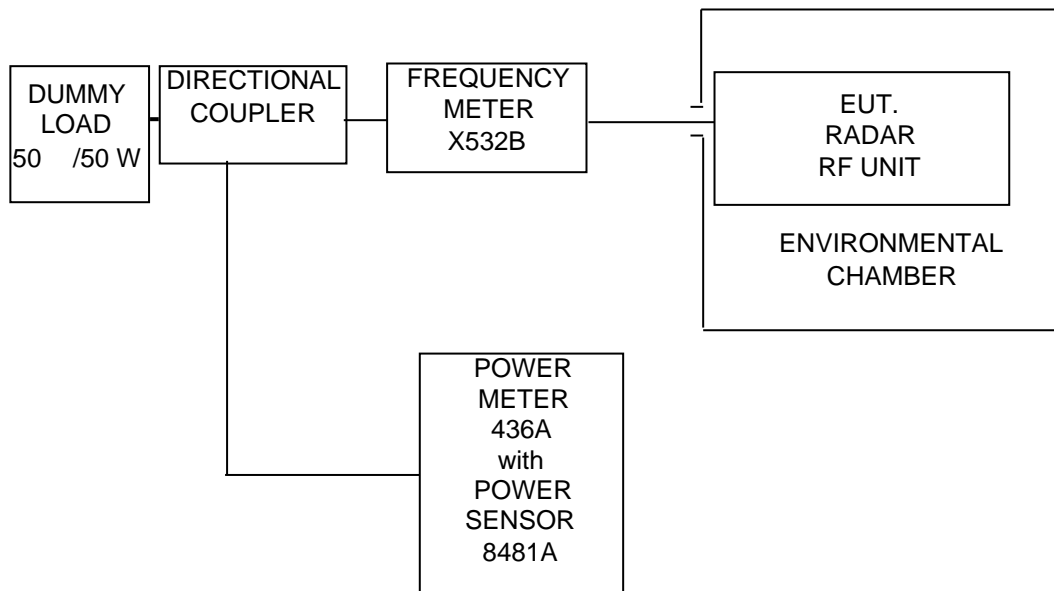 DUMMY
LOAD
50 /50 W
DIRECTIONAL
COUPLER
FREQUENCY
METER
X532B
EUT.
RADAR
RF UNIT
ENVIRONMENTAL
CHAMBER
POWER
METER
436A
with
POWER
SENSOR
8481A